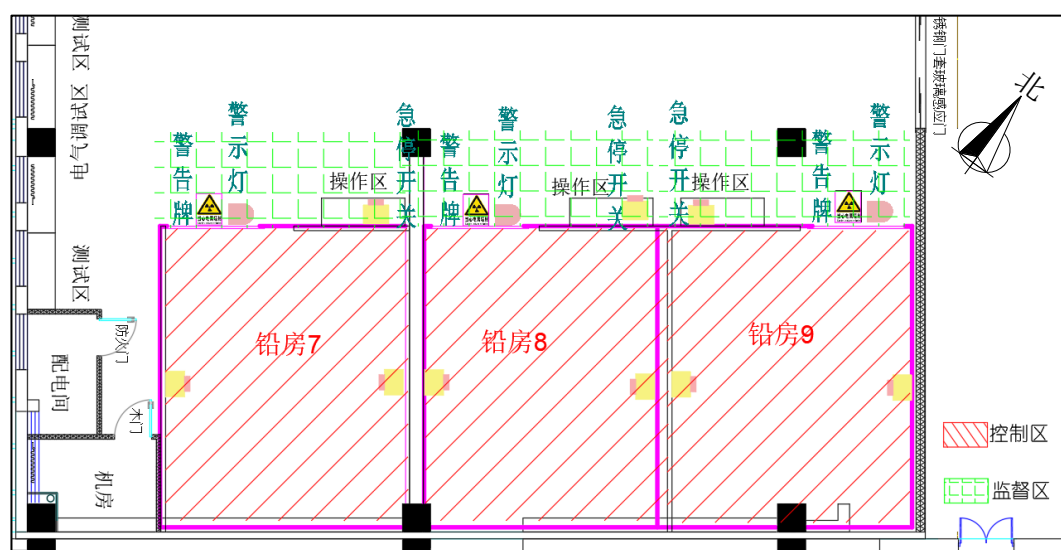 测试区
电气测试区
测试区
警告牌
警示灯
操作区
急停开关
警告牌
警示灯
操作区
急停开关
急停开关
操作区
警告牌
警示灯
锈钢门套玻璃感应门
北
铅房7
铅房8
铅房9
防火门
配电间
木门
机房
控制区
监督区